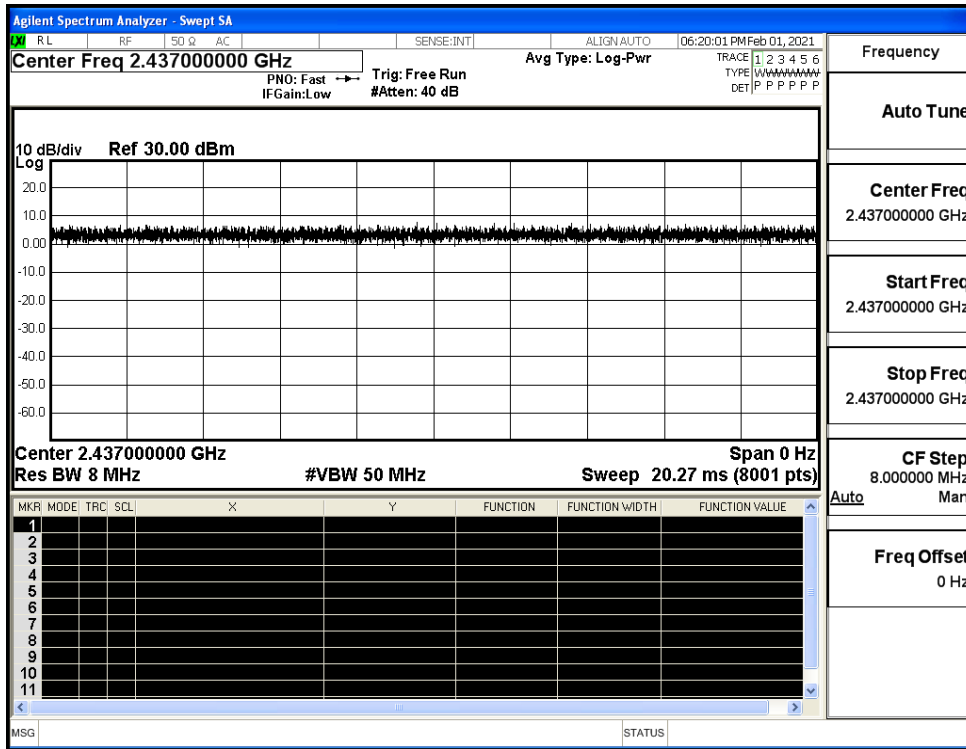 Agilent Spectrum Analyzer - Swept SA
LXI RL RF 50 Ω AC SENSE:INT ALIGN AUTO 06:20:01 PM Feb 01, 2021
Center Freq 2.437000000 GHz
PNO: Fast
IFGain:Low
Trig: Free Run
#Atten: 40 dB
Avg Type: Log-Pwr
TRACE 1 2 3 4 5 6
TYPE
DET P P P P P P
10 dB/div Ref 30.00 dBm
Log
20.0
10.0
0.00
-10.0
-20.0
-30.0
-40.0
-50.0
-60.0
Center 2.437000000 GHz Span 0 Hz
Res BW 8 MHz #VBW 50 MHz Sweep 20.27 ms (8001 pts)
MKR MODE TRC SCL X Y FUNCTION FUNCTION WIDTH FUNCTION VALUE
1
2
3
4
5
6
7
8
9
10
11
MSG STATUS
Frequency
Auto Tune
Center Freq
2.437000000 GHz
Start Freq
2.437000000 GHz
Stop Freq
2.437000000 GHz
CF Step
8.000000 MHz
Auto Man
Freq Offset
0 Hz